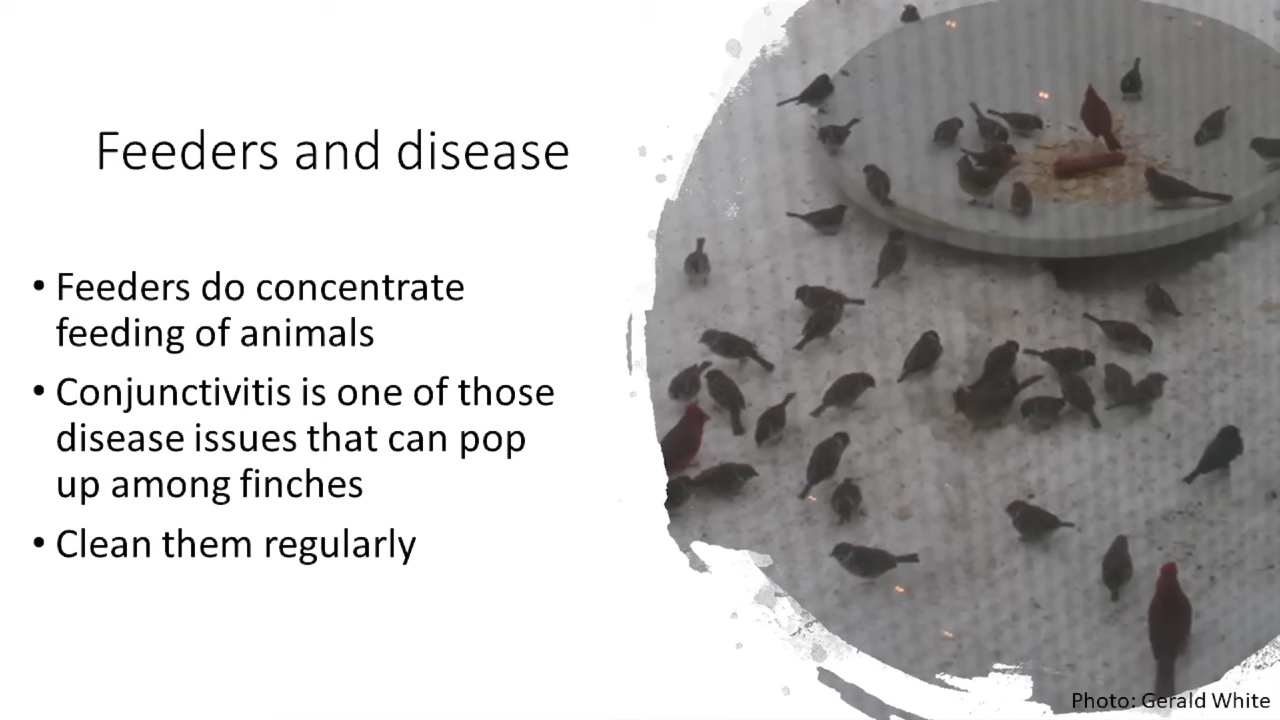 Feeders and disease
• Feeders do concentrate
feeding of animals
• Conjunctivitis is one of those
disease issues that can pop
up among finches
• Clean them regularly
Photo: Gerald White